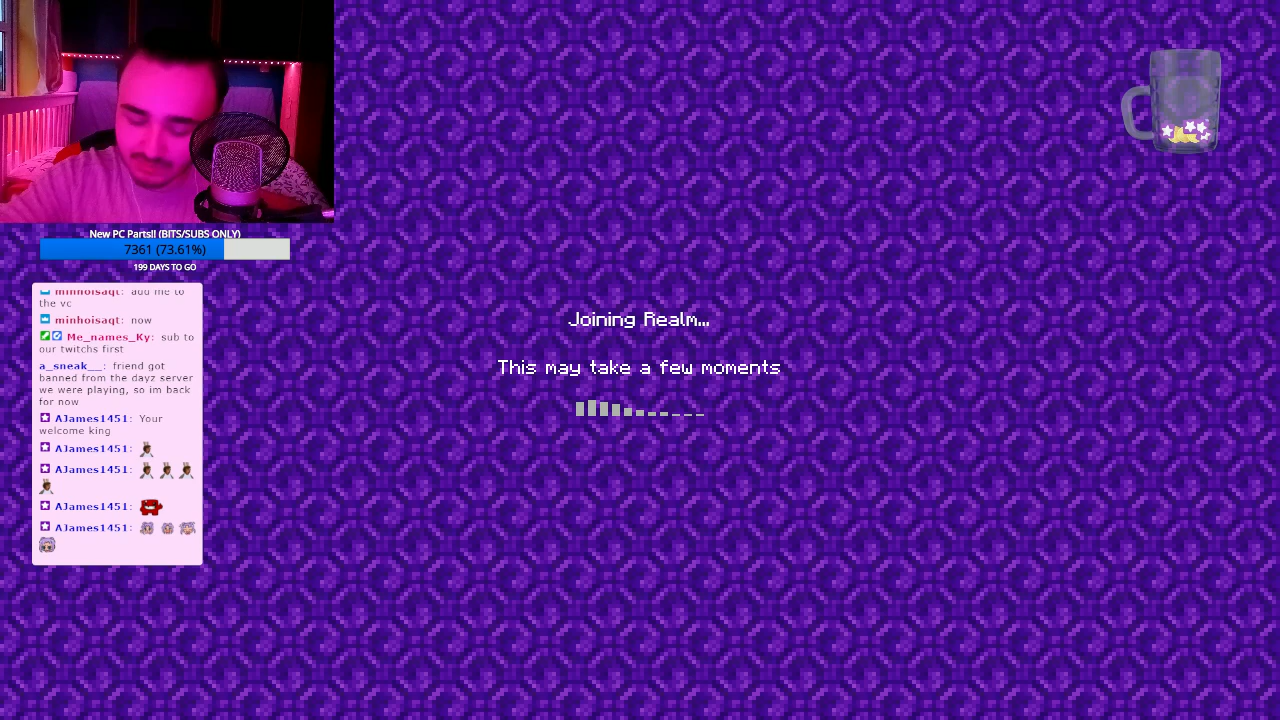 New PC Parts!! (BITS/SUBS ONLY)
7361 (73.61%)
199 DAYS TO GO
minhoisaqt: add me to
the vc
minhoisaqt: now
Me_names_Ky: sub to
our twitchs first
a_sneak__: friend got
banned from the dayz server
we were playing, so im back
for now
AJames1451: Your
welcome king
AJames1451:
AJames1451:
AJames1451:
AJames1451:
Joining Realm...
This may take a few moments